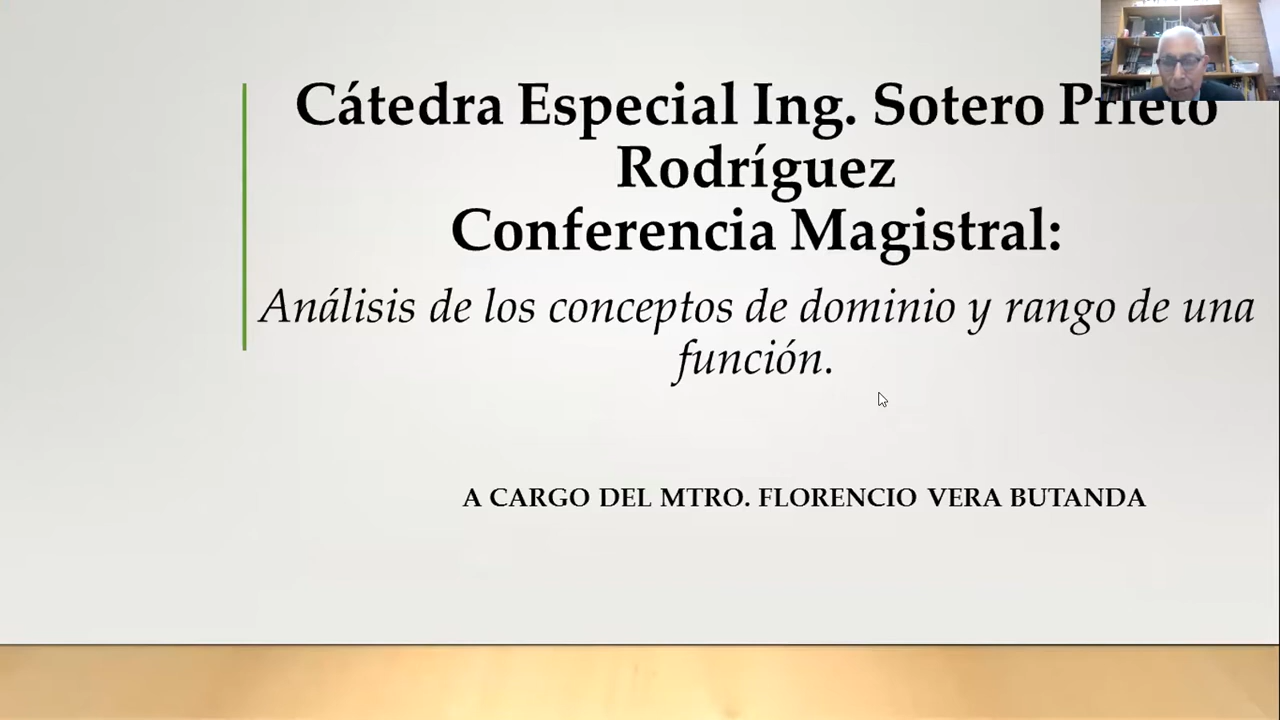 Cátedra Especial Ing. Sotero Prieto
Rodríguez
Conferencia Magistral:
Análisis de los conceptos de dominio y rango de una
función.
A CARGO DEL MTRO. FLORENCIO VERA BUTANDA